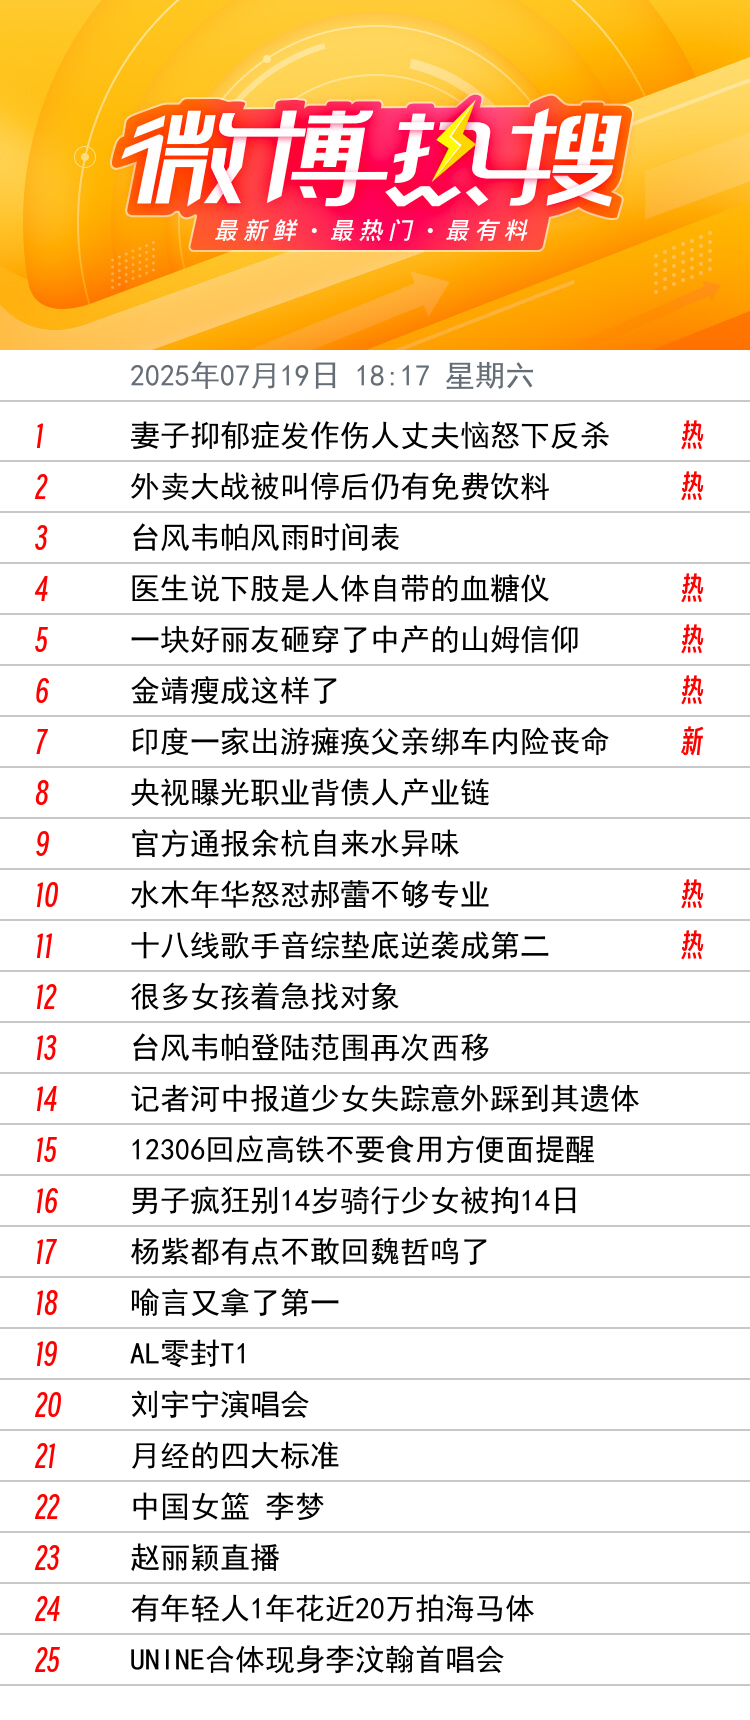 微博热搜
最新鲜·最热门·最有料
2025年07月19日 18:17 星期六
1 妻子抑郁症发作伤人丈夫恼怒下反杀 热
2 外卖大战被叫停后仍有免费饮料 热
3 台风韦帕风雨时间表
4 医生说下肢是人体自带的血糖仪 热
5 一块好丽友砸穿了中产的山姆信仰 热
6 金靖瘦成这样了 热
7 印度一家出游瘫痪父亲绑车内险丧命 新
8 央视曝光职业背债人产业链
9 官方通报余杭自来水异味
10 水木年华怒怼郝蕾不够专业 热
11 十八线歌手音综垫底逆袭成第二 热
12 很多女孩着急找对象
13 台风韦帕登陆范围再次西移
14 记者河中报道少女失踪意外踩到其遗体
15 12306回应高铁不要食用方便面提醒
16 男子疯狂别14岁骑行少女被拘14日
17 杨紫都有点不敢回魏哲鸣了
18 喻言又拿了第一
19 AL零封T1
20 刘宇宁演唱会
21 月经的四大标准
22 中国女篮 李梦
23 赵丽颖直播
24 有年轻人1年花近20万拍海马体
25 UNINE合体现身李汶翰首唱会